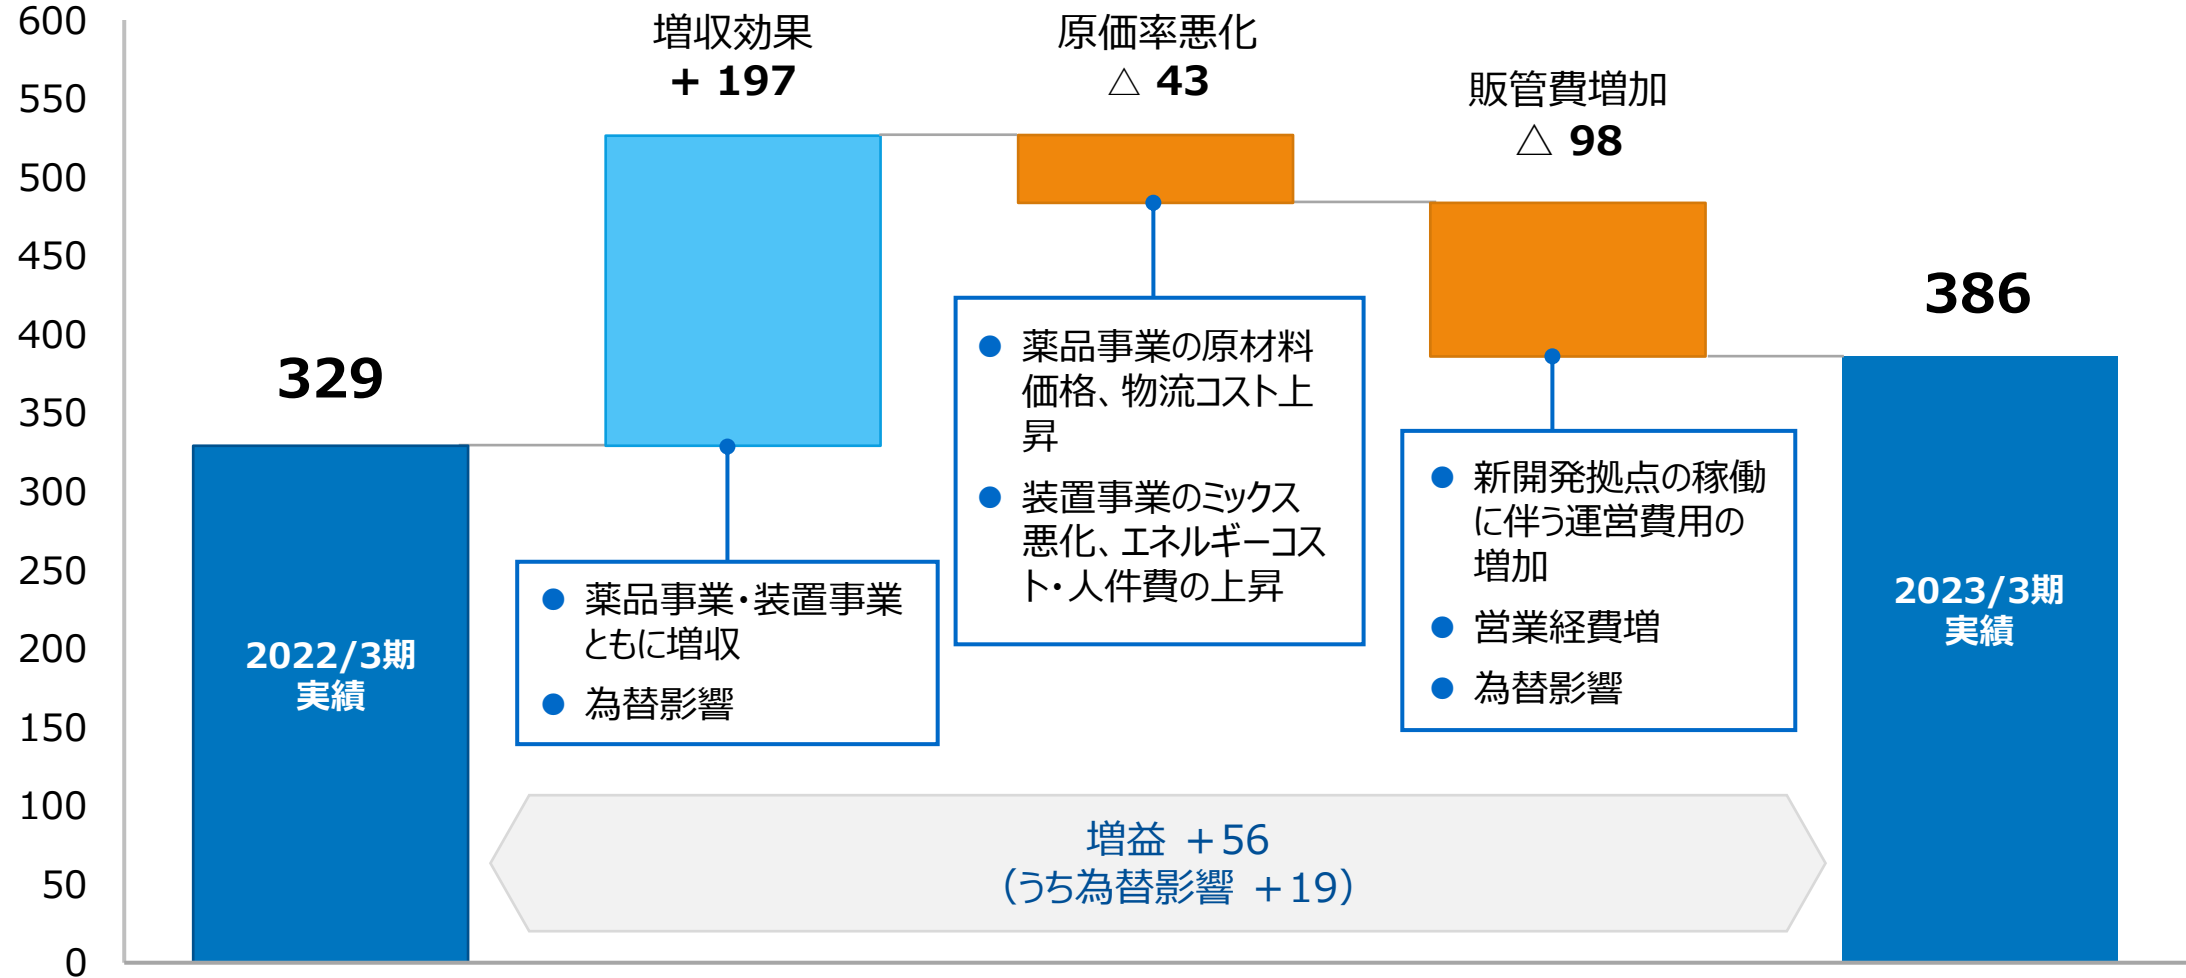 600
550
500
450
400
350
300
250
200
150
100
50
0
329
2022/3期
実績
増収効果
+ 197
● 薬品事業・装置事業
ともに増収
● 為替影響
原価率悪化
△ 43
● 薬品事業の原材料
価格、物流コスト上
昇
● 装置事業のミックス
悪化、エネルギーコス
ト・人件費の上昇
販管費増加
△ 98
● 新開発拠点の稼働
に伴う運営費用の
増加
● 営業経費増
● 為替影響
386
2023/3期
実績
増益 +56
(うち為替影響 +19)